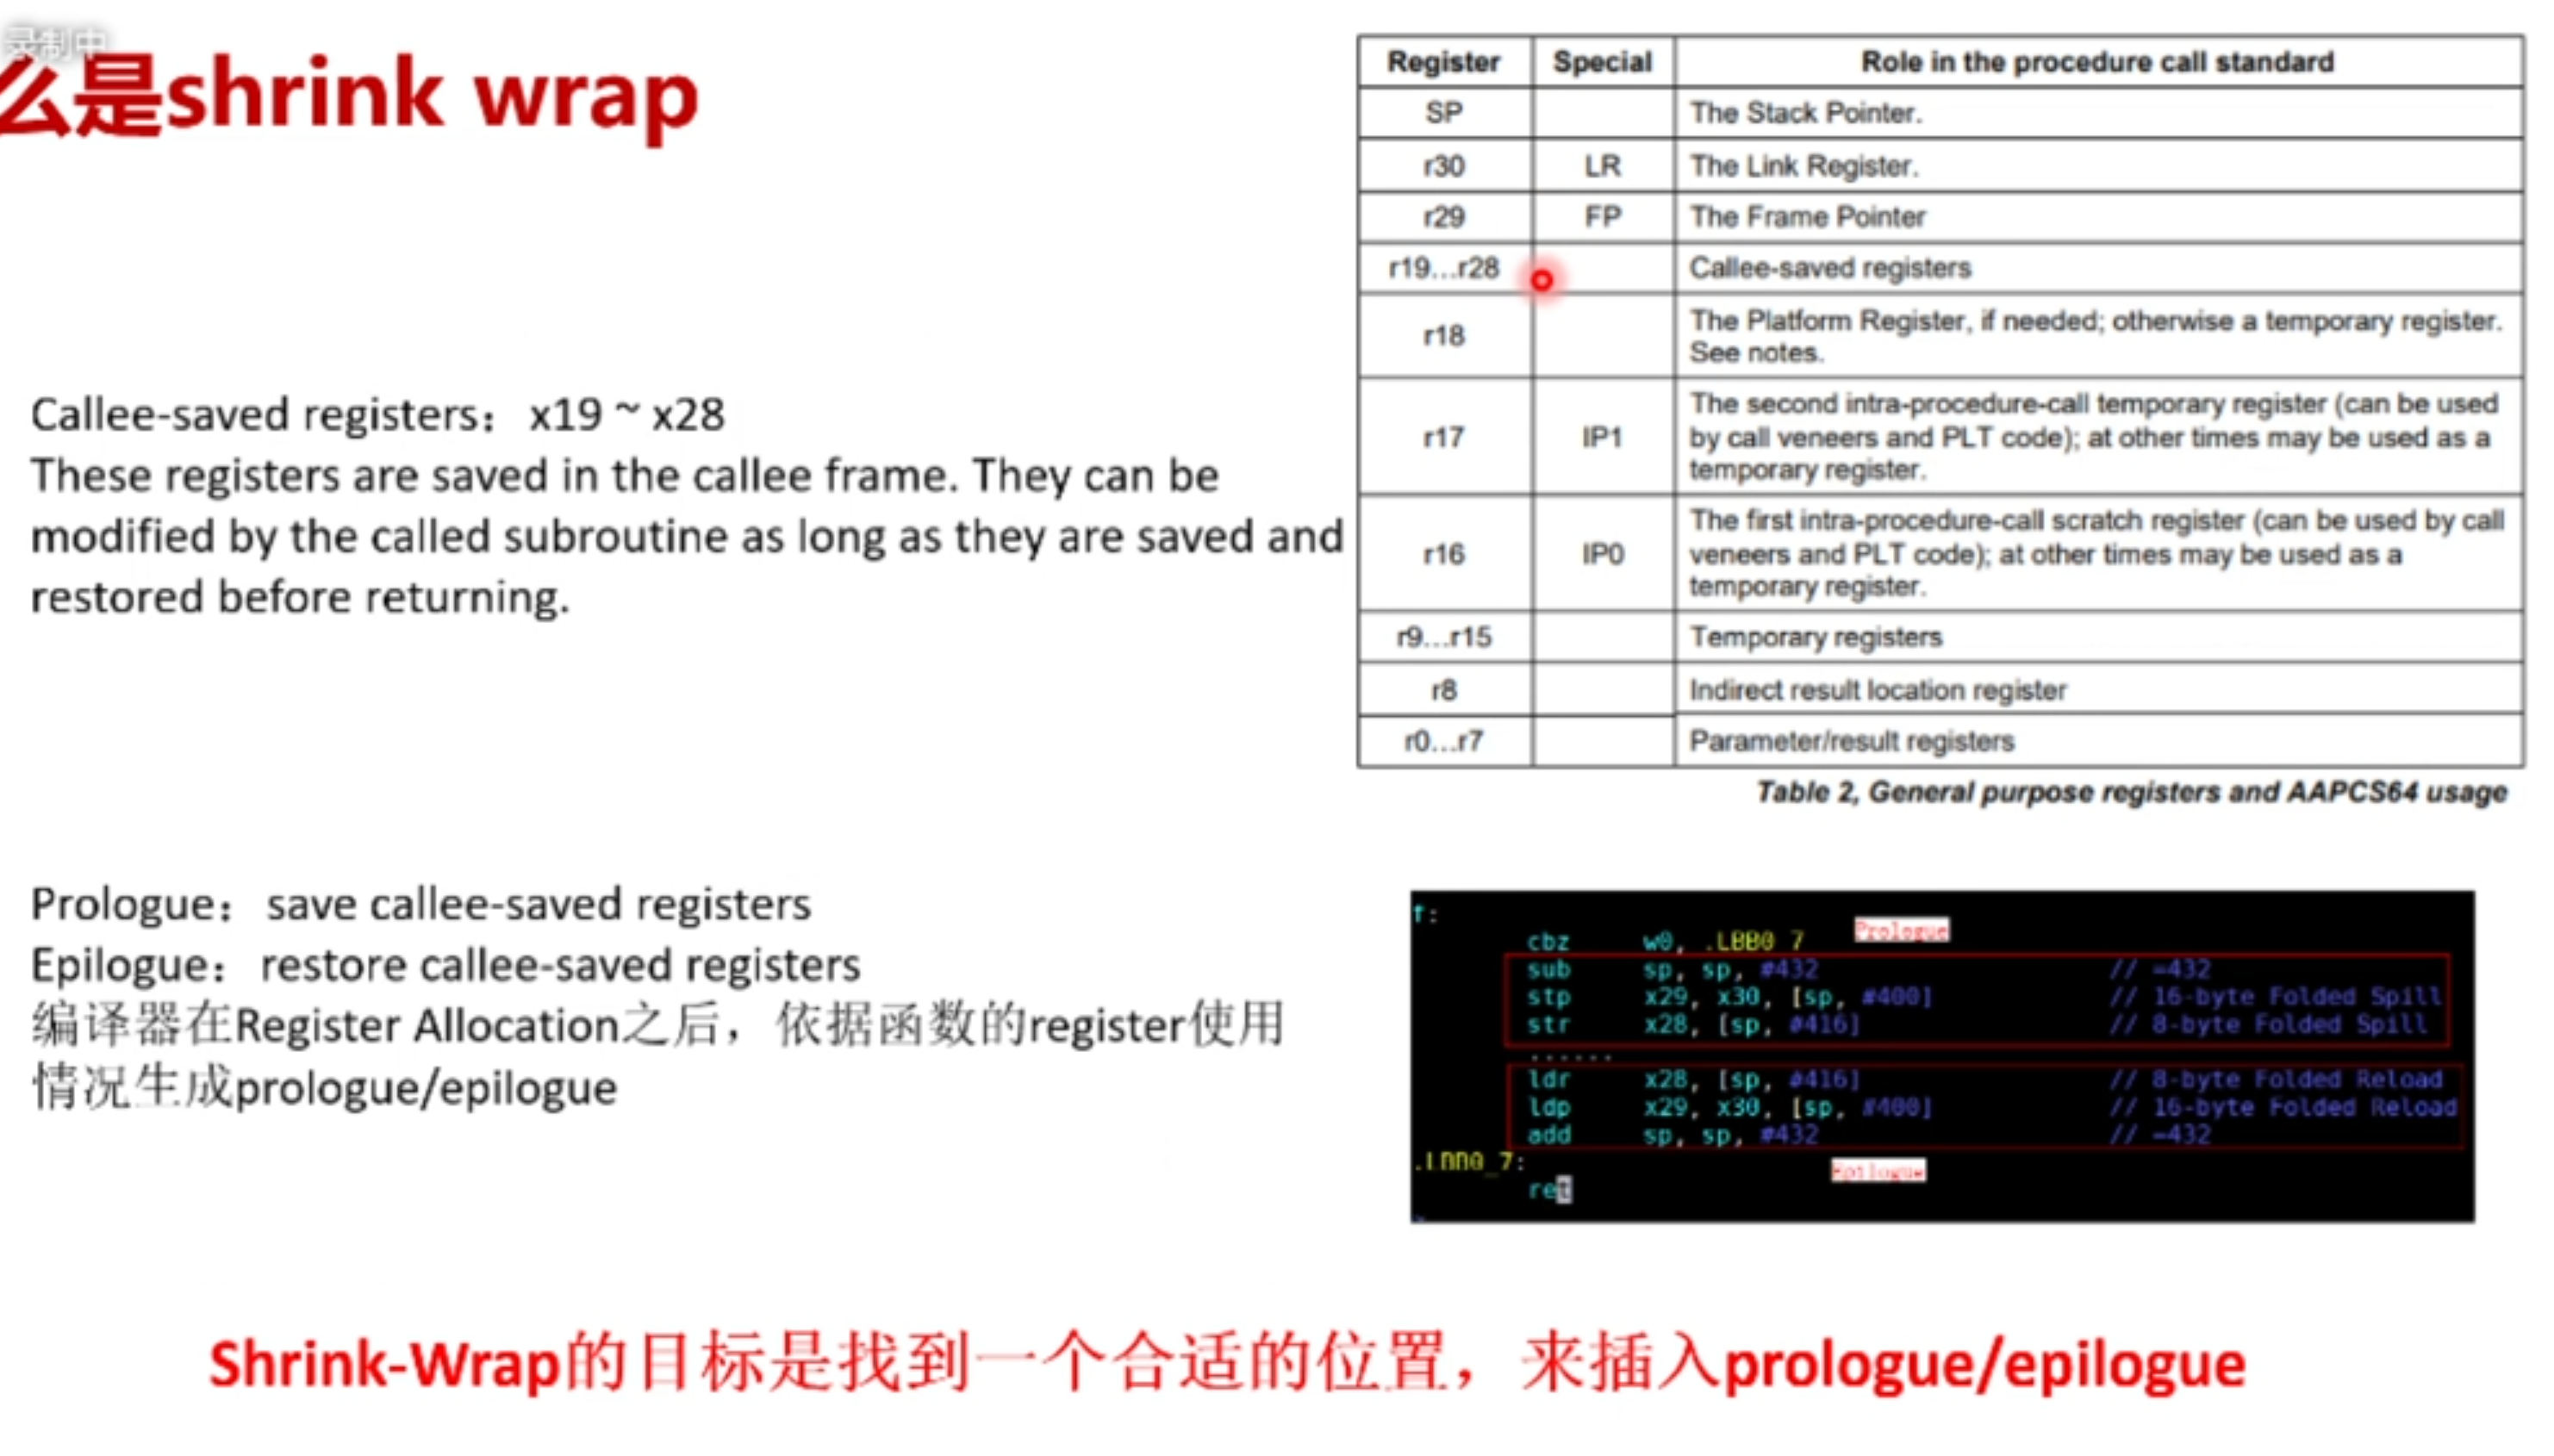 录制中
么是shrink wrap
Callee-saved registers：x19 ~ x28
These registers are saved in the callee frame. They can be
modified by the called subroutine as long as they are saved and
restored before returning.
Prologue：save callee-saved registers
Epilogue：restore callee-saved registers
编译器在Register Allocation之后，依据函数的register使用
情况生成prologue/epilogue
Register Special Role in the procedure call standard
SP The Stack Pointer.
r30 LR The Link Register.
r29 FP The Frame Pointer
r19…r28 Callee-saved registers
r18 The Platform Register, if needed; otherwise a temporary register.
See notes.
r17 IP1 The second intra-procedure-call temporary register (can be used
by call veneers and PLT code); at other times may be used as a
temporary register.
r16 IP0 The first intra-procedure-call scratch register (can be used by call
veneers and PLT code); at other times may be used as a
temporary register.
r9…r15 Temporary registers
r8 Indirect result location register
r0…r7 Parameter/result registers
Table 2, General purpose registers and AAPCS64 usage
f:
Prologue
cbz w0, .LBB0_7
sub sp, sp, #432 // =432
stp x29, x30, [sp, #400] // 16-byte Folded Spill
str x28, [sp, #416] // 8-byte Folded Spill
......
ldr x28, [sp, #416] // 8-byte Folded Reload
ldp x29, x30, [sp, #400] // 16-byte Folded Reload
add sp, sp, #432 // =432
.LBB0_7:
Epilogue
ret
Shrink-Wrap的目标是找到一个合适的位置，来插入prologue/epilogue